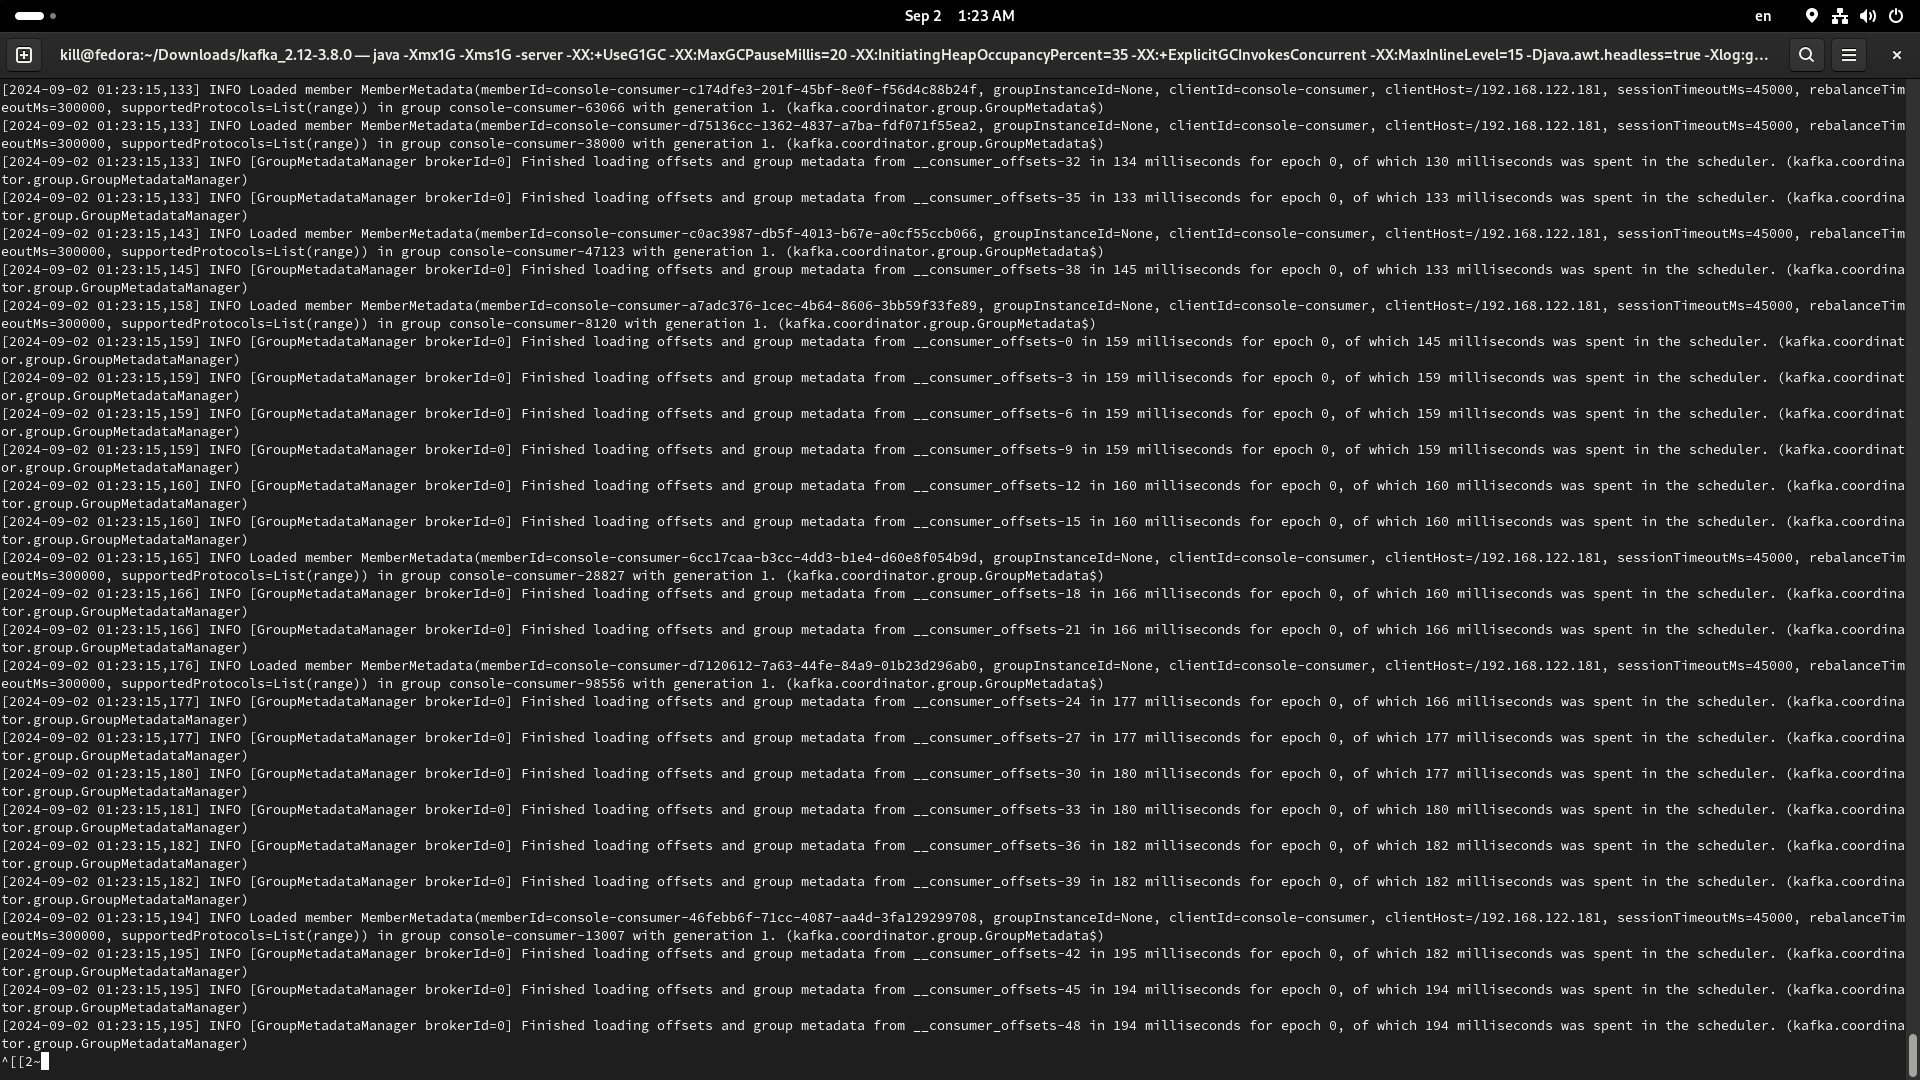 Sep 2 1:23 AM
en
kill@fedora:~/Downloads/kafka_2.12-3.8.0 — java -Xmx1G -Xms1G -server -XX:+UseG1GC -XX:MaxGCPauseMillis=20 -XX:InitiatingHeapOccupancyPercent=35 -XX:+ExplicitGCInvokesConcurrent -XX:MaxInlineLevel=15 -Djava.awt.headless=true -Xlog:g…
[2024-09-02 01:23:15,133] INFO Loaded member MemberMetadata(memberId=console-consumer-c174dfe3-201f-45bf-8e0f-f56d4c88b24f, groupInstanceId=None, clientId=console-consumer, clientHost=/192.168.122.181, sessionTimeoutMs=45000, rebalanceTim
eoutMs=300000, supportedProtocols=List(range)) in group console-consumer-63066 with generation 1. (kafka.coordinator.group.GroupMetadata$)
[2024-09-02 01:23:15,133] INFO Loaded member MemberMetadata(memberId=console-consumer-d75136cc-1362-4837-a7ba-fdf071f55ea2, groupInstanceId=None, clientId=console-consumer, clientHost=/192.168.122.181, sessionTimeoutMs=45000, rebalanceTim
eoutMs=300000, supportedProtocols=List(range)) in group console-consumer-38000 with generation 1. (kafka.coordinator.group.GroupMetadata$)
[2024-09-02 01:23:15,133] INFO [GroupMetadataManager brokerId=0] Finished loading offsets and group metadata from __consumer_offsets-32 in 134 milliseconds for epoch 0, of which 130 milliseconds was spent in the scheduler. (kafka.coordina
tor.group.GroupMetadataManager)
[2024-09-02 01:23:15,133] INFO [GroupMetadataManager brokerId=0] Finished loading offsets and group metadata from __consumer_offsets-35 in 133 milliseconds for epoch 0, of which 133 milliseconds was spent in the scheduler. (kafka.coordina
tor.group.GroupMetadataManager)
[2024-09-02 01:23:15,143] INFO Loaded member MemberMetadata(memberId=console-consumer-c0ac3987-db5f-4013-b67e-a0cf55ccb066, groupInstanceId=None, clientId=console-consumer, clientHost=/192.168.122.181, sessionTimeoutMs=45000, rebalanceTim
eoutMs=300000, supportedProtocols=List(range)) in group console-consumer-47123 with generation 1. (kafka.coordinator.group.GroupMetadata$)
[2024-09-02 01:23:15,145] INFO [GroupMetadataManager brokerId=0] Finished loading offsets and group metadata from __consumer_offsets-38 in 145 milliseconds for epoch 0, of which 133 milliseconds was spent in the scheduler. (kafka.coordina
tor.group.GroupMetadataManager)
[2024-09-02 01:23:15,158] INFO Loaded member MemberMetadata(memberId=console-consumer-a7adc376-1cec-4b64-8606-3bb59f33fe89, groupInstanceId=None, clientId=console-consumer, clientHost=/192.168.122.181, sessionTimeoutMs=45000, rebalanceTim
eoutMs=300000, supportedProtocols=List(range)) in group console-consumer-8120 with generation 1. (kafka.coordinator.group.GroupMetadata$)
[2024-09-02 01:23:15,159] INFO [GroupMetadataManager brokerId=0] Finished loading offsets and group metadata from __consumer_offsets-0 in 159 milliseconds for epoch 0, of which 145 milliseconds was spent in the scheduler. (kafka.coordinat
or.group.GroupMetadataManager)
[2024-09-02 01:23:15,159] INFO [GroupMetadataManager brokerId=0] Finished loading offsets and group metadata from __consumer_offsets-3 in 159 milliseconds for epoch 0, of which 159 milliseconds was spent in the scheduler. (kafka.coordinat
or.group.GroupMetadataManager)
[2024-09-02 01:23:15,159] INFO [GroupMetadataManager brokerId=0] Finished loading offsets and group metadata from __consumer_offsets-6 in 159 milliseconds for epoch 0, of which 159 milliseconds was spent in the scheduler. (kafka.coordinat
or.group.GroupMetadataManager)
[2024-09-02 01:23:15,159] INFO [GroupMetadataManager brokerId=0] Finished loading offsets and group metadata from __consumer_offsets-9 in 159 milliseconds for epoch 0, of which 159 milliseconds was spent in the scheduler. (kafka.coordinat
or.group.GroupMetadataManager)
[2024-09-02 01:23:15,160] INFO [GroupMetadataManager brokerId=0] Finished loading offsets and group metadata from __consumer_offsets-12 in 160 milliseconds for epoch 0, of which 160 milliseconds was spent in the scheduler. (kafka.coordina
tor.group.GroupMetadataManager)
[2024-09-02 01:23:15,160] INFO [GroupMetadataManager brokerId=0] Finished loading offsets and group metadata from __consumer_offsets-15 in 160 milliseconds for epoch 0, of which 160 milliseconds was spent in the scheduler. (kafka.coordina
tor.group.GroupMetadataManager)
[2024-09-02 01:23:15,165] INFO Loaded member MemberMetadata(memberId=console-consumer-6cc17caa-b3cc-4dd3-b1e4-d60e8f054b9d, groupInstanceId=None, clientId=console-consumer, clientHost=/192.168.122.181, sessionTimeoutMs=45000, rebalanceTim
eoutMs=300000, supportedProtocols=List(range)) in group console-consumer-28827 with generation 1. (kafka.coordinator.group.GroupMetadata$)
[2024-09-02 01:23:15,166] INFO [GroupMetadataManager brokerId=0] Finished loading offsets and group metadata from __consumer_offsets-18 in 166 milliseconds for epoch 0, of which 160 milliseconds was spent in the scheduler. (kafka.coordina
tor.group.GroupMetadataManager)
[2024-09-02 01:23:15,166] INFO [GroupMetadataManager brokerId=0] Finished loading offsets and group metadata from __consumer_offsets-21 in 166 milliseconds for epoch 0, of which 166 milliseconds was spent in the scheduler. (kafka.coordina
tor.group.GroupMetadataManager)
[2024-09-02 01:23:15,176] INFO Loaded member MemberMetadata(memberId=console-consumer-d7120612-7a63-44fe-84a9-01b23d296ab0, groupInstanceId=None, clientId=console-consumer, clientHost=/192.168.122.181, sessionTimeoutMs=45000, rebalanceTim
eoutMs=300000, supportedProtocols=List(range)) in group console-consumer-98556 with generation 1. (kafka.coordinator.group.GroupMetadata$)
[2024-09-02 01:23:15,177] INFO [GroupMetadataManager brokerId=0] Finished loading offsets and group metadata from __consumer_offsets-24 in 177 milliseconds for epoch 0, of which 166 milliseconds was spent in the scheduler. (kafka.coordina
tor.group.GroupMetadataManager)
[2024-09-02 01:23:15,177] INFO [GroupMetadataManager brokerId=0] Finished loading offsets and group metadata from __consumer_offsets-27 in 177 milliseconds for epoch 0, of which 177 milliseconds was spent in the scheduler. (kafka.coordina
tor.group.GroupMetadataManager)
[2024-09-02 01:23:15,180] INFO [GroupMetadataManager brokerId=0] Finished loading offsets and group metadata from __consumer_offsets-30 in 180 milliseconds for epoch 0, of which 177 milliseconds was spent in the scheduler. (kafka.coordina
tor.group.GroupMetadataManager)
[2024-09-02 01:23:15,181] INFO [GroupMetadataManager brokerId=0] Finished loading offsets and group metadata from __consumer_offsets-33 in 180 milliseconds for epoch 0, of which 180 milliseconds was spent in the scheduler. (kafka.coordina
tor.group.GroupMetadataManager)
[2024-09-02 01:23:15,182] INFO [GroupMetadataManager brokerId=0] Finished loading offsets and group metadata from __consumer_offsets-36 in 182 milliseconds for epoch 0, of which 182 milliseconds was spent in the scheduler. (kafka.coordina
tor.group.GroupMetadataManager)
[2024-09-02 01:23:15,182] INFO [GroupMetadataManager brokerId=0] Finished loading offsets and group metadata from __consumer_offsets-39 in 182 milliseconds for epoch 0, of which 182 milliseconds was spent in the scheduler. (kafka.coordina
tor.group.GroupMetadataManager)
[2024-09-02 01:23:15,194] INFO Loaded member MemberMetadata(memberId=console-consumer-46febb6f-71cc-4087-aa4d-3fa129299708, groupInstanceId=None, clientId=console-consumer, clientHost=/192.168.122.181, sessionTimeoutMs=45000, rebalanceTim
eoutMs=300000, supportedProtocols=List(range)) in group console-consumer-13007 with generation 1. (kafka.coordinator.group.GroupMetadata$)
[2024-09-02 01:23:15,195] INFO [GroupMetadataManager brokerId=0] Finished loading offsets and group metadata from __consumer_offsets-42 in 195 milliseconds for epoch 0, of which 182 milliseconds was spent in the scheduler. (kafka.coordina
tor.group.GroupMetadataManager)
[2024-09-02 01:23:15,195] INFO [GroupMetadataManager brokerId=0] Finished loading offsets and group metadata from __consumer_offsets-45 in 194 milliseconds for epoch 0, of which 194 milliseconds was spent in the scheduler. (kafka.coordina
tor.group.GroupMetadataManager)
[2024-09-02 01:23:15,195] INFO [GroupMetadataManager brokerId=0] Finished loading offsets and group metadata from __consumer_offsets-48 in 194 milliseconds for epoch 0, of which 194 milliseconds was spent in the scheduler. (kafka.coordina
tor.group.GroupMetadataManager)
^[[2~